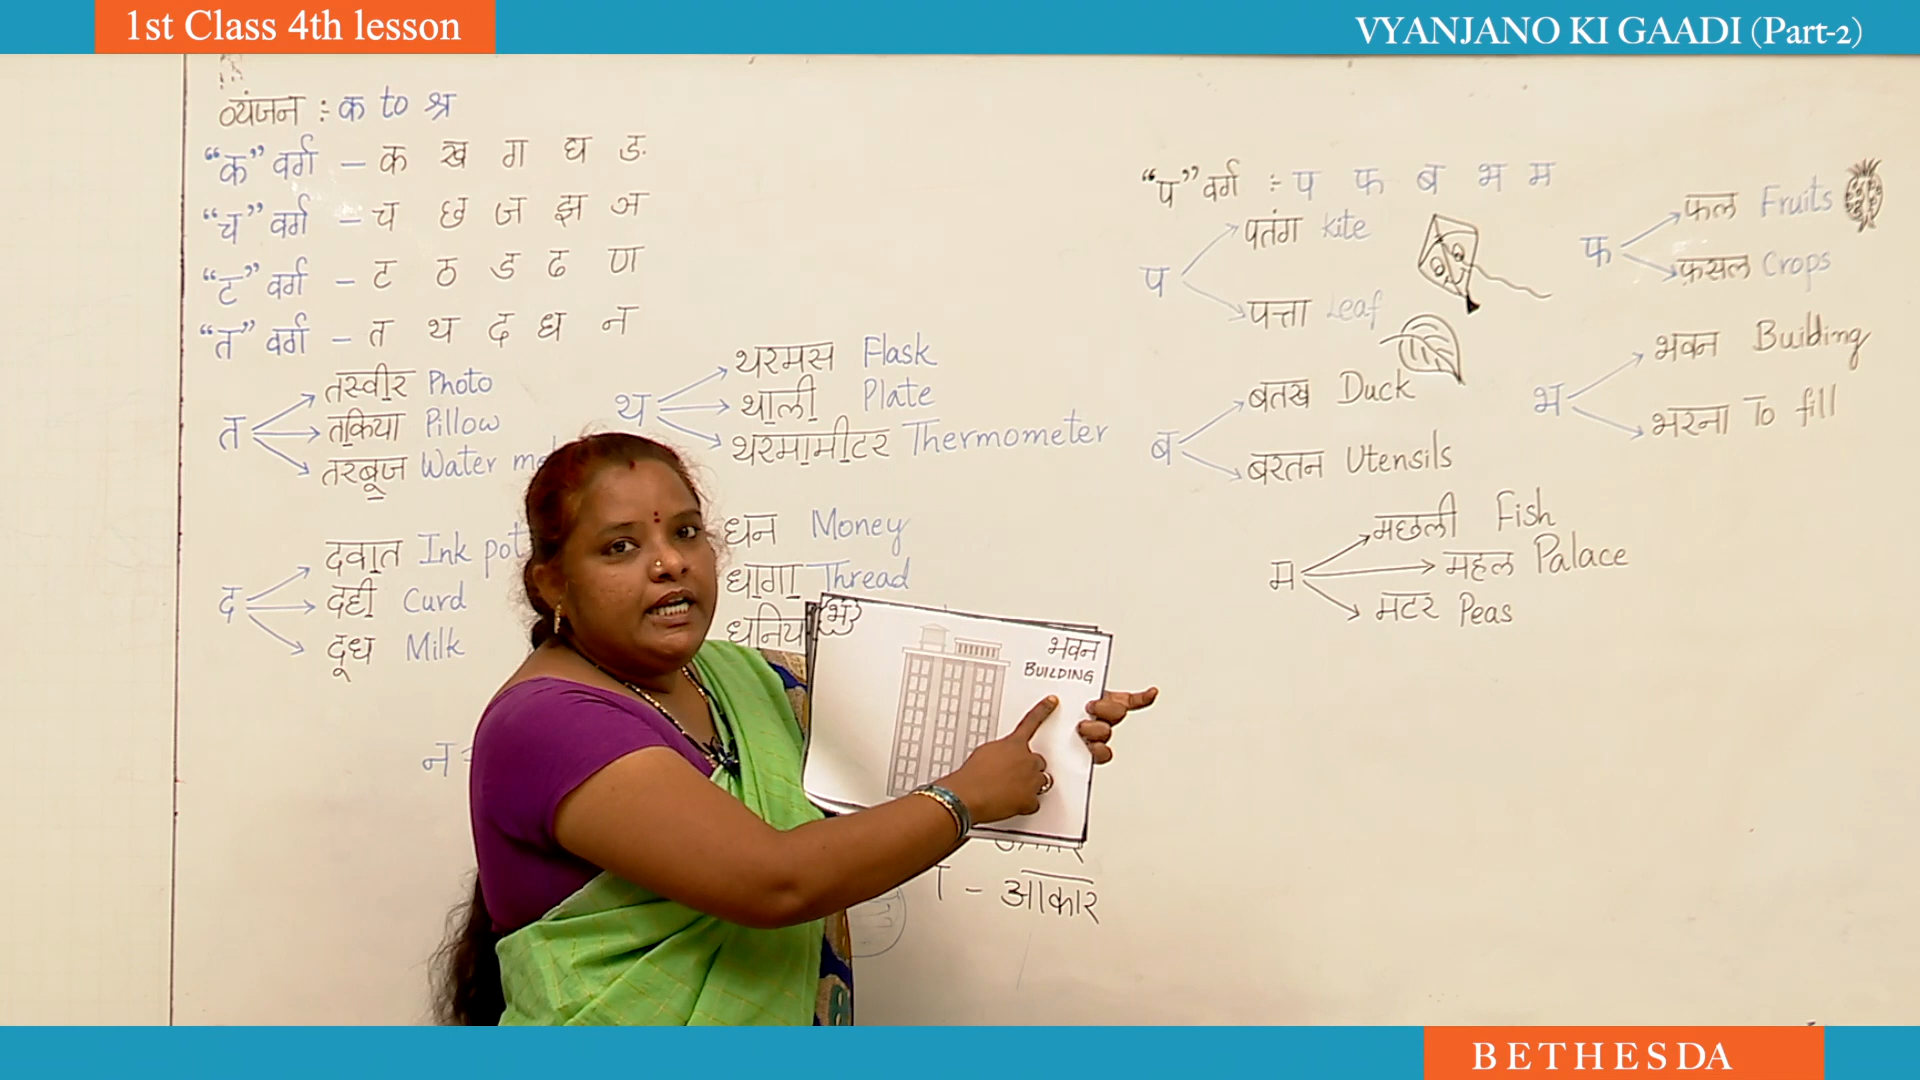 1st Class 4th lesson
VYANJANO KI GAADI (Part-2)
व्यंजन :- क to श्र
"क" वर्ग – क ख ग घ ङ
"च" वर्ग – च छ ज झ ञ
"ट" वर्ग – ट ठ ड ढ ण
"त" वर्ग – त थ द ध न
त
तस्वीर Photo
तकिया Pillow
तरबूज Water
थ
थरमस Flask
थाली Plate
थरमामीटर Thermometer
द
दवात Ink pot
दही Curd
दूध Milk
धन Money
धागा Thread
धनिय
न
"प" वर्ग :- प फ ब भ म
प
पतंग Kite
पत्ता Leaf
फ
फल Fruits
फ़सल Crops
ब
बतख Duck
बरतन Utensils
भ
भवन Building
भरना To fill
म
मछली Fish
महल Palace
मटर Peas
भ
भवन
BUILDING
ा – आकार
BETHESDA